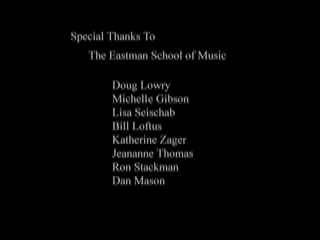 Special Thanks To
The Eastman School of Music
Doug Lowry
Michelle Gibson
Lisa Seischab
Bill Loftus
Katherine Zager
Jeananne Thomas
Ron Stackman
Dan Mason